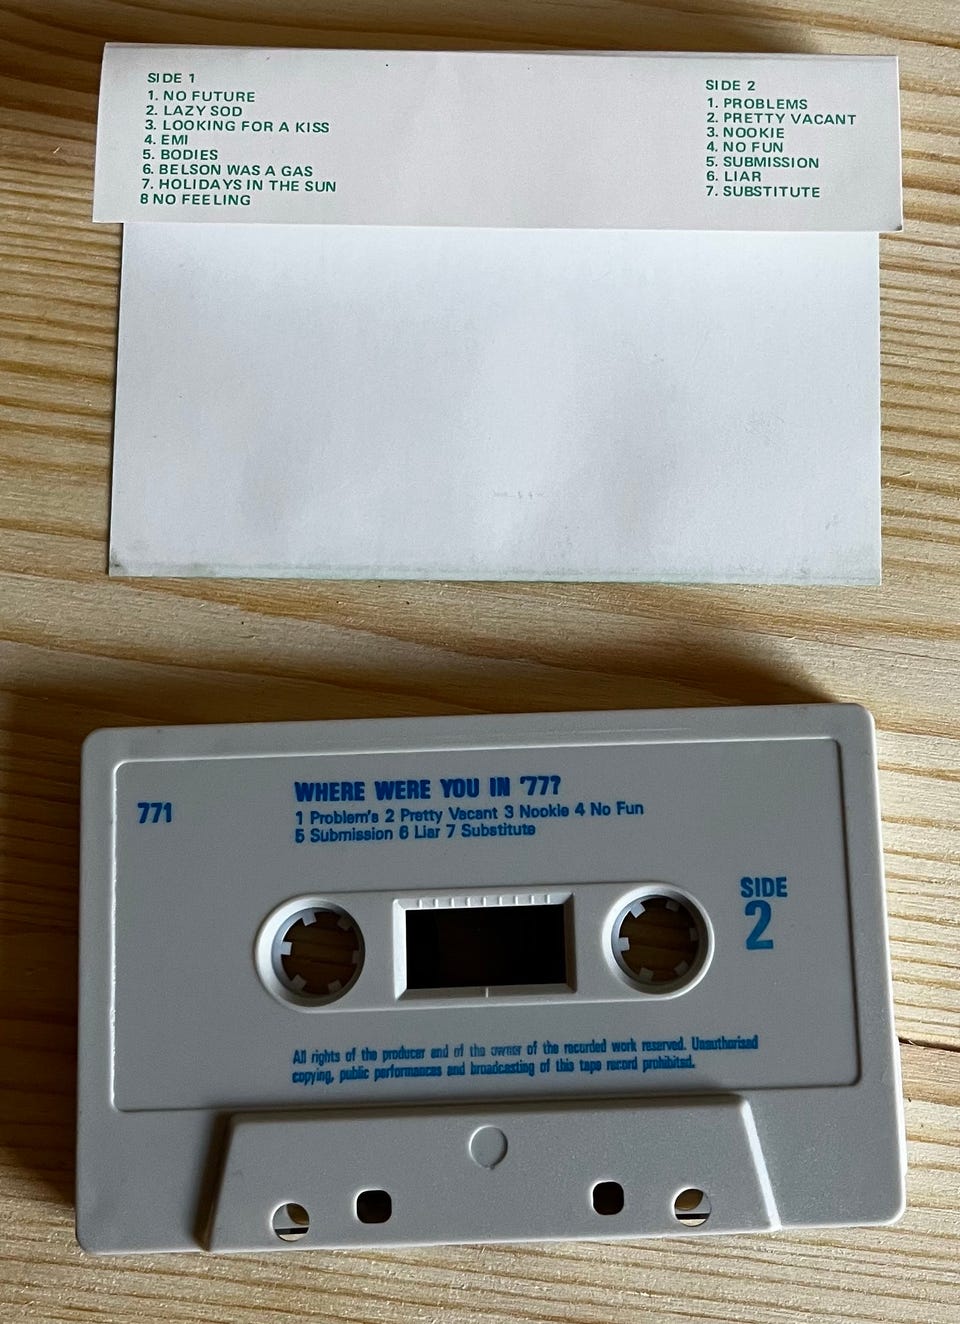 SIDE 1
1. NO FUTURE
2. LAZY SOD
3. LOOKING FOR A KISS
4. EMI
5. BODIES
6. BELSON WAS A GAS
7. HOLIDAYS IN THE SUN
8 NO FEELING
SIDE 2
1. PROBLEMS
2. PRETTY VACANT
3. NOOKIE
4. NO FUN
5. SUBMISSION
6. LIAR
7. SUBSTITUTE
771
WHERE WERE YOU IN '77?
1 Problem's 2 Pretty Vacant 3 Nookie 4 No Fun
5 Submission 6 Liar 7 Substitute
SIDE
2
All rights of the producer and of the owner of the recorded work reserved. Unauthorised
copying, public performances and broadcasting of this tape record prohibited.